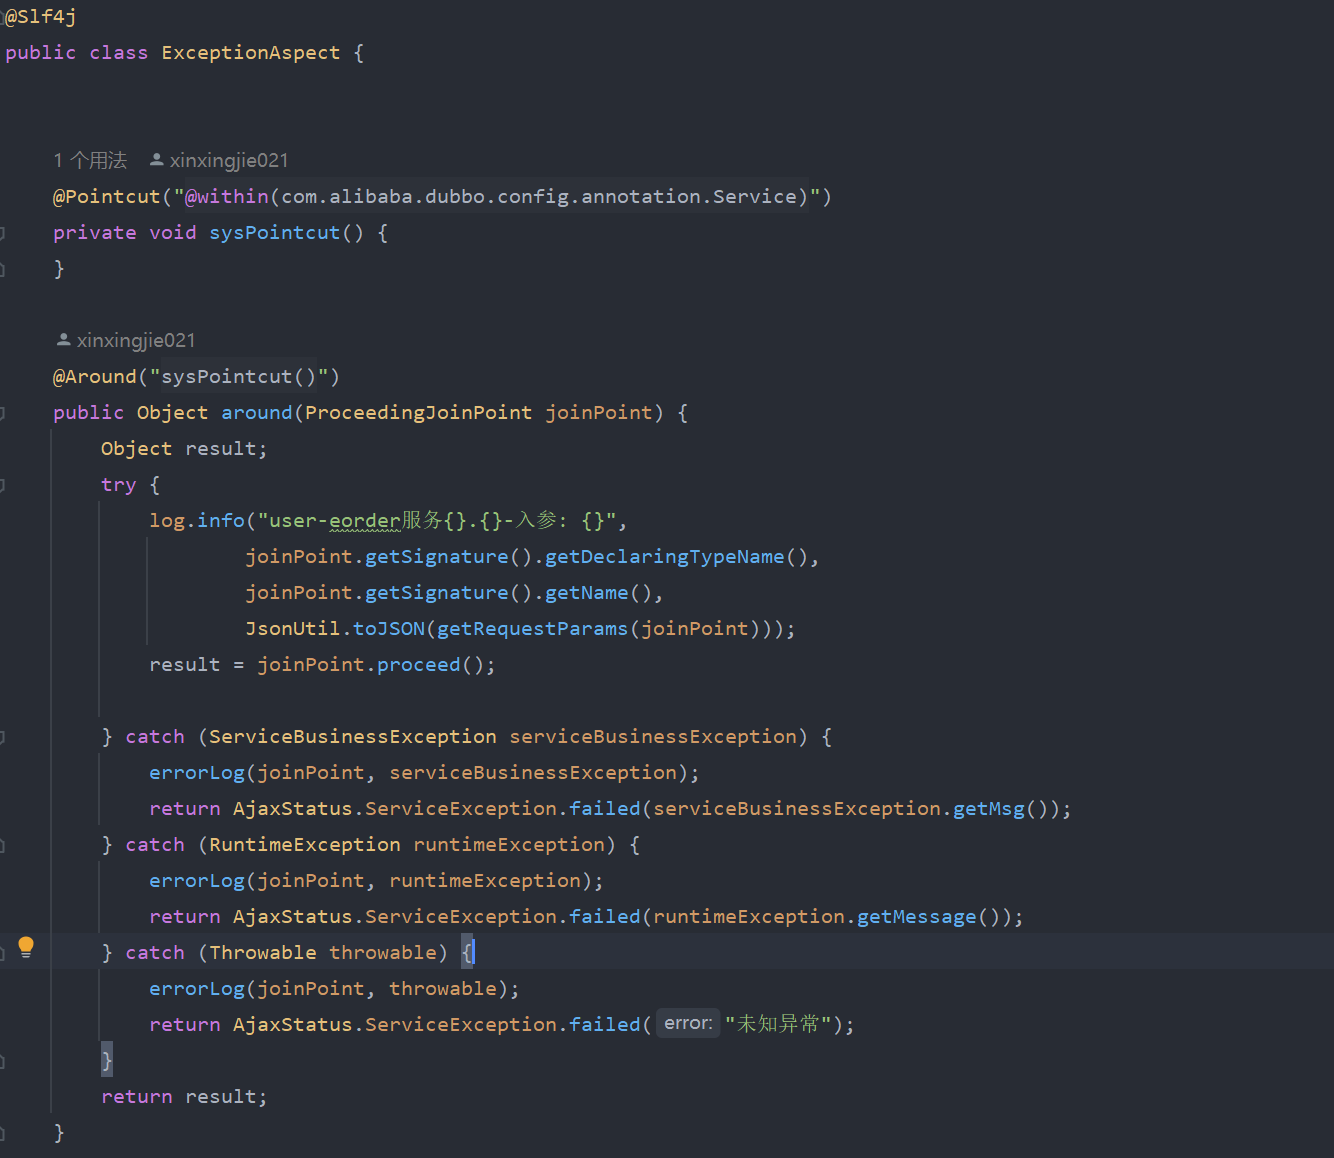 @Slf4j
public class ExceptionAspect {
1 个用法 xinxingjie021
@Pointcut("@within(com.alibaba.dubbo.config.annotation.Service)")
private void sysPointcut() {
}
xinxingjie021
@Around("sysPointcut()")
public Object around(ProceedingJoinPoint joinPoint) {
Object result;
try {
log.info("user-eorder服务{}.{}-入参: {}",
joinPoint.getSignature().getDeclaringTypeName(),
joinPoint.getSignature().getName(),
JsonUtil.toJSON(getRequestParams(joinPoint)));
result = joinPoint.proceed();
} catch (ServiceBusinessException serviceBusinessException) {
errorLog(joinPoint, serviceBusinessException);
return AjaxStatus.ServiceException.failed(serviceBusinessException.getMsg());
} catch (RuntimeException runtimeException) {
errorLog(joinPoint, runtimeException);
return AjaxStatus.ServiceException.failed(runtimeException.getMessage());
} catch (Throwable throwable) {
errorLog(joinPoint, throwable);
return AjaxStatus.ServiceException.failed( error: "未知异常");
}
return result;
}